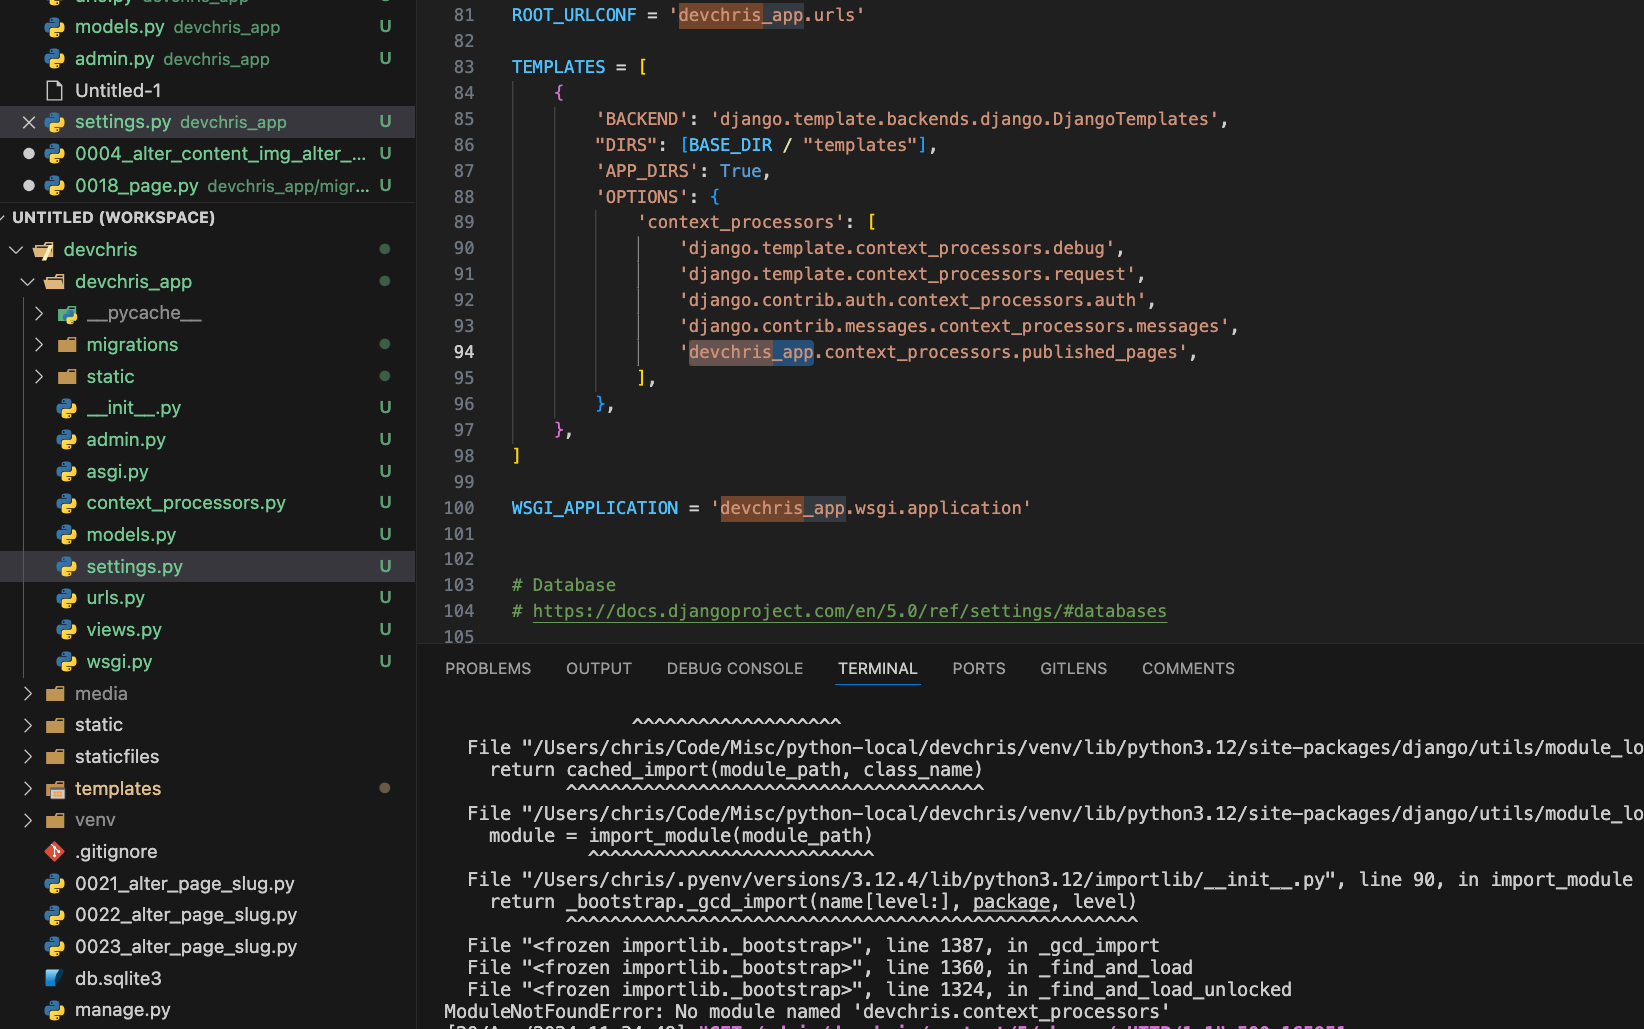 models.py devchris_app U
admin.py devchris_app U
Untitled-1
settings.py devchris_app U
0004_alter_content_img_alter_... U
0018_page.py devchris_app/migr... U
UNTITLED (WORKSPACE)
devchris
devchris_app
__pycache__
migrations
static
__init__.py U
admin.py U
asgi.py U
context_processors.py U
models.py U
settings.py U
urls.py U
views.py U
wsgi.py U
media
static
staticfiles
templates
venv
.gitignore
0021_alter_page_slug.py
0022_alter_page_slug.py
0023_alter_page_slug.py
db.sqlite3
manage.py
81 ROOT_URLCONF = 'devchris_app.urls'
82
83 TEMPLATES = [
84 {
85 'BACKEND': 'django.template.backends.django.DjangoTemplates',
86 "DIRS": [BASE_DIR / "templates"],
87 'APP_DIRS': True,
88 'OPTIONS': {
89 'context_processors': [
90 'django.template.context_processors.debug',
91 'django.template.context_processors.request',
92 'django.contrib.auth.context_processors.auth',
93 'django.contrib.messages.context_processors.messages',
94 'devchris_app.context_processors.published_pages',
95 ],
96 },
97 },
98 ]
99
100 WSGI_APPLICATION = 'devchris_app.wsgi.application'
101
102
103 # Database
104 # https://docs.djangoproject.com/en/5.0/ref/settings/#databases
105
PROBLEMS OUTPUT DEBUG CONSOLE TERMINAL PORTS GITLENS COMMENTS
^^^^^^^^^^^^^^^^^^^
File "/Users/chris/Code/Misc/python-local/devchris/venv/lib/python3.12/site-packages/django/utils/module_lo
return cached_import(module_path, class_name)
^^^^^^^^^^^^^^^^^^^^^^^^^^^^^^^^^^^^^^
File "/Users/chris/Code/Misc/python-local/devchris/venv/lib/python3.12/site-packages/django/utils/module_lo
module = import_module(module_path)
^^^^^^^^^^^^^^^^^^^^^^^^^^
File "/Users/chris/.pyenv/versions/3.12.4/lib/python3.12/importlib/__init__.py", line 90, in import_module
return _bootstrap._gcd_import(name[level:], package, level)
^^^^^^^^^^^^^^^^^^^^^^^^^^^^^^^^^^^^^^^^^^^^^^^^^^^^
File "<frozen importlib._bootstrap>", line 1387, in _gcd_import
File "<frozen importlib._bootstrap>", line 1360, in _find_and_load
File "<frozen importlib._bootstrap>", line 1324, in _find_and_load_unlocked
ModuleNotFoundError: No module named 'devchris.context_processors'